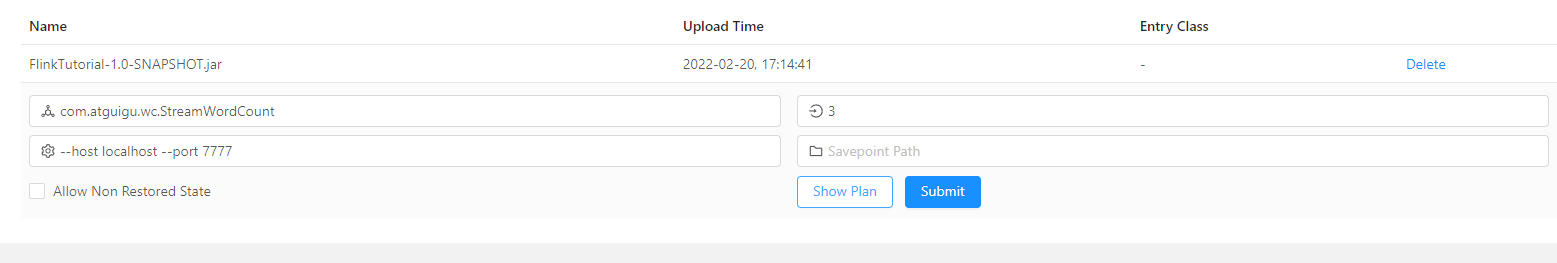 Name Upload Time Entry Class
FlinkTutorial-1.0-SNAPSHOT.jar 2022-02-20, 17:14:41 - Delete
com.atguigu.wc.StreamWordCount 3
--host localhost --port 7777 Savepoint Path
Allow Non Restored State Show Plan Submit